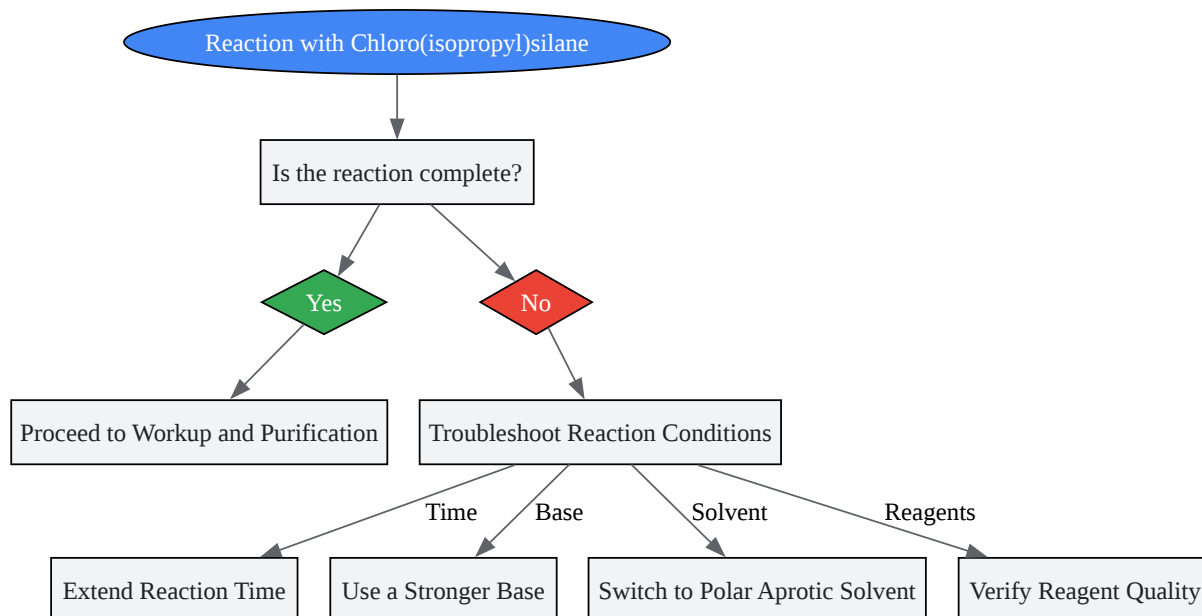 Reaction with Chloro(isopropyl)silane
Is the reaction complete?
Yes
No
Proceed to Workup and Purification
Troubleshoot Reaction Conditions
Time
Base
Solvent
Reagents
Extend Reaction Time
Use a Stronger Base
Switch to Polar Aprotic Solvent
Verify Reagent Quality